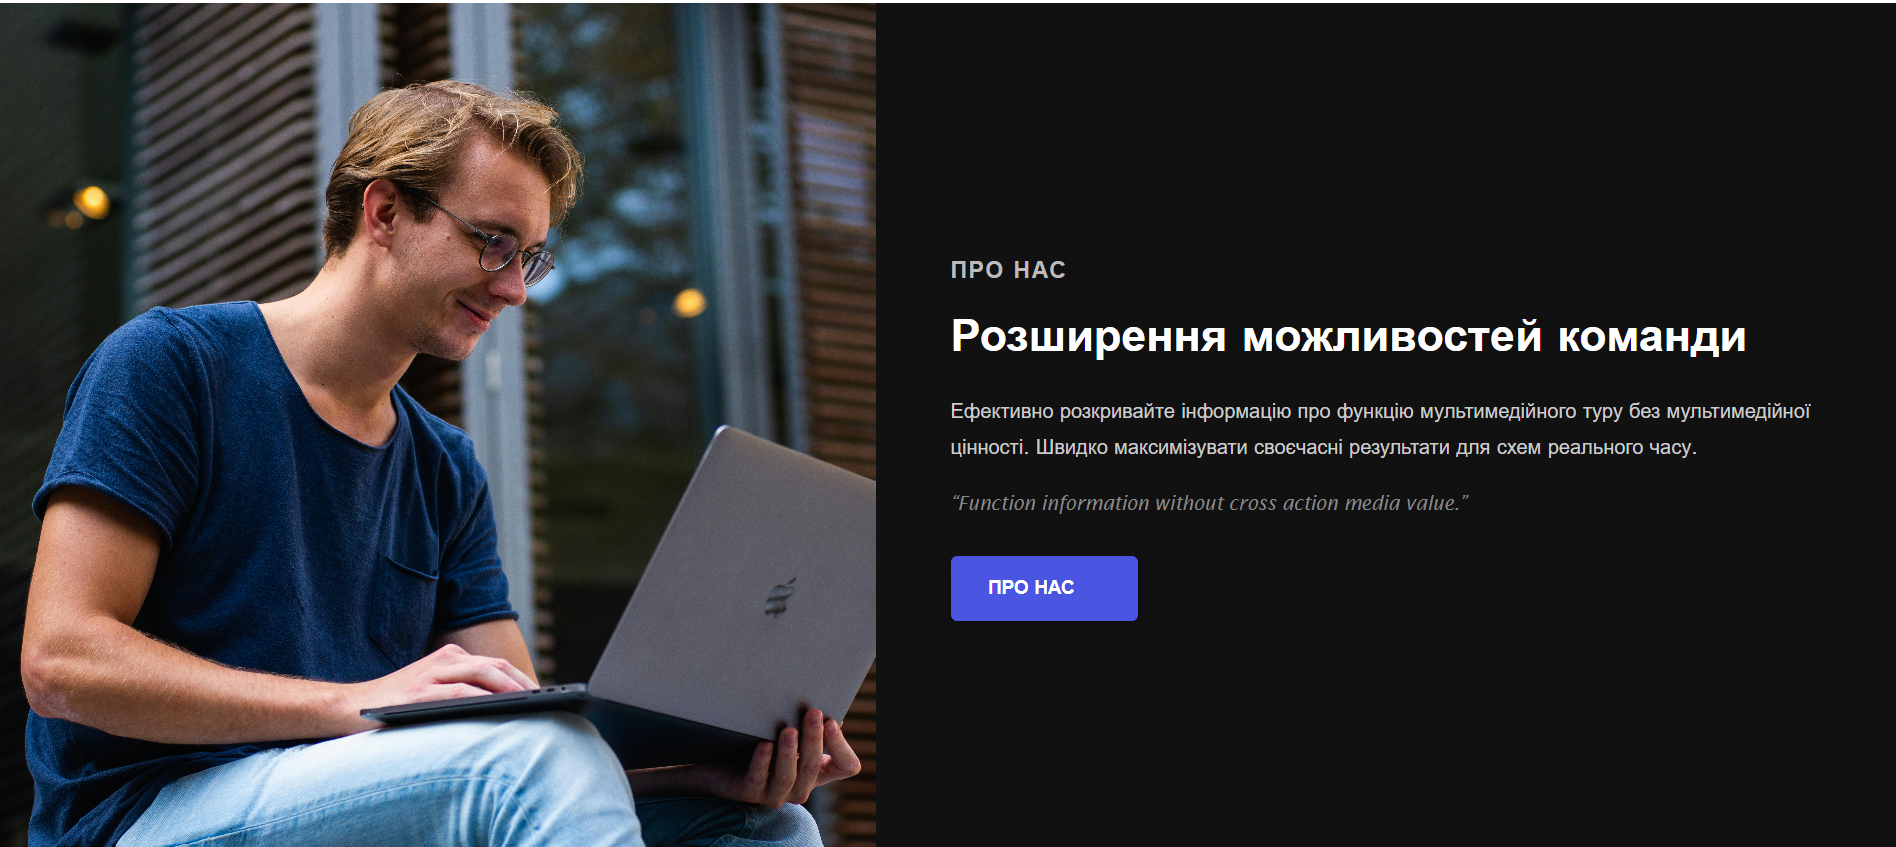 ПРО НАС
Розширення можливостей команди
Ефективно розкривайте інформацію про функцію мультимедійного туру без мультимедійної
цінності. Швидко максимізувати своєчасні результати для схем реального часу.
“Function information without cross action media value.”
ПРО НАС